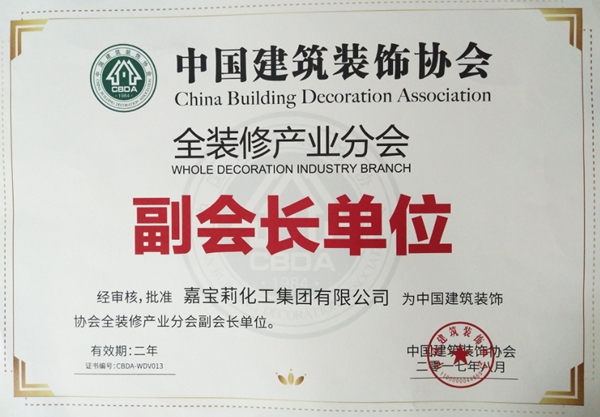 CBDA
1984
中国建筑装饰协会
China Building Decoration Association
全装修产业分会
WHOLE DECORATION INDUSTRY BRANCH
副会长单位
经审核，批准 嘉宝莉化工集团有限公司 为中国建筑装饰
协会全装修产业分会副会长单位。
有效期：二年
证书编号：CBDA-WDV013
中国建筑装饰协会
二〇一七年八月